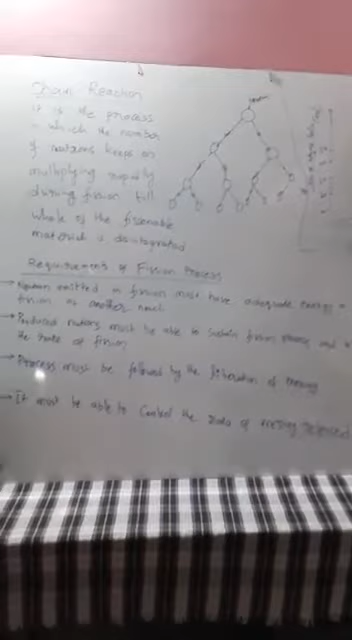 Chain Reaction
it is the process
in which the number
of neutrons keeps on
multiplying rapidly
during fission till
whole of the fissionable
material is disintegrated
Requirements of Fission Process
→ Neutron emitted in fission must have adequate energy
fission as another
→ Produced neutrons must be able to sustain fission and
the rate of fission
→ Process must be followed by the liberation of energy
→ It must be able to control the rate of energy released